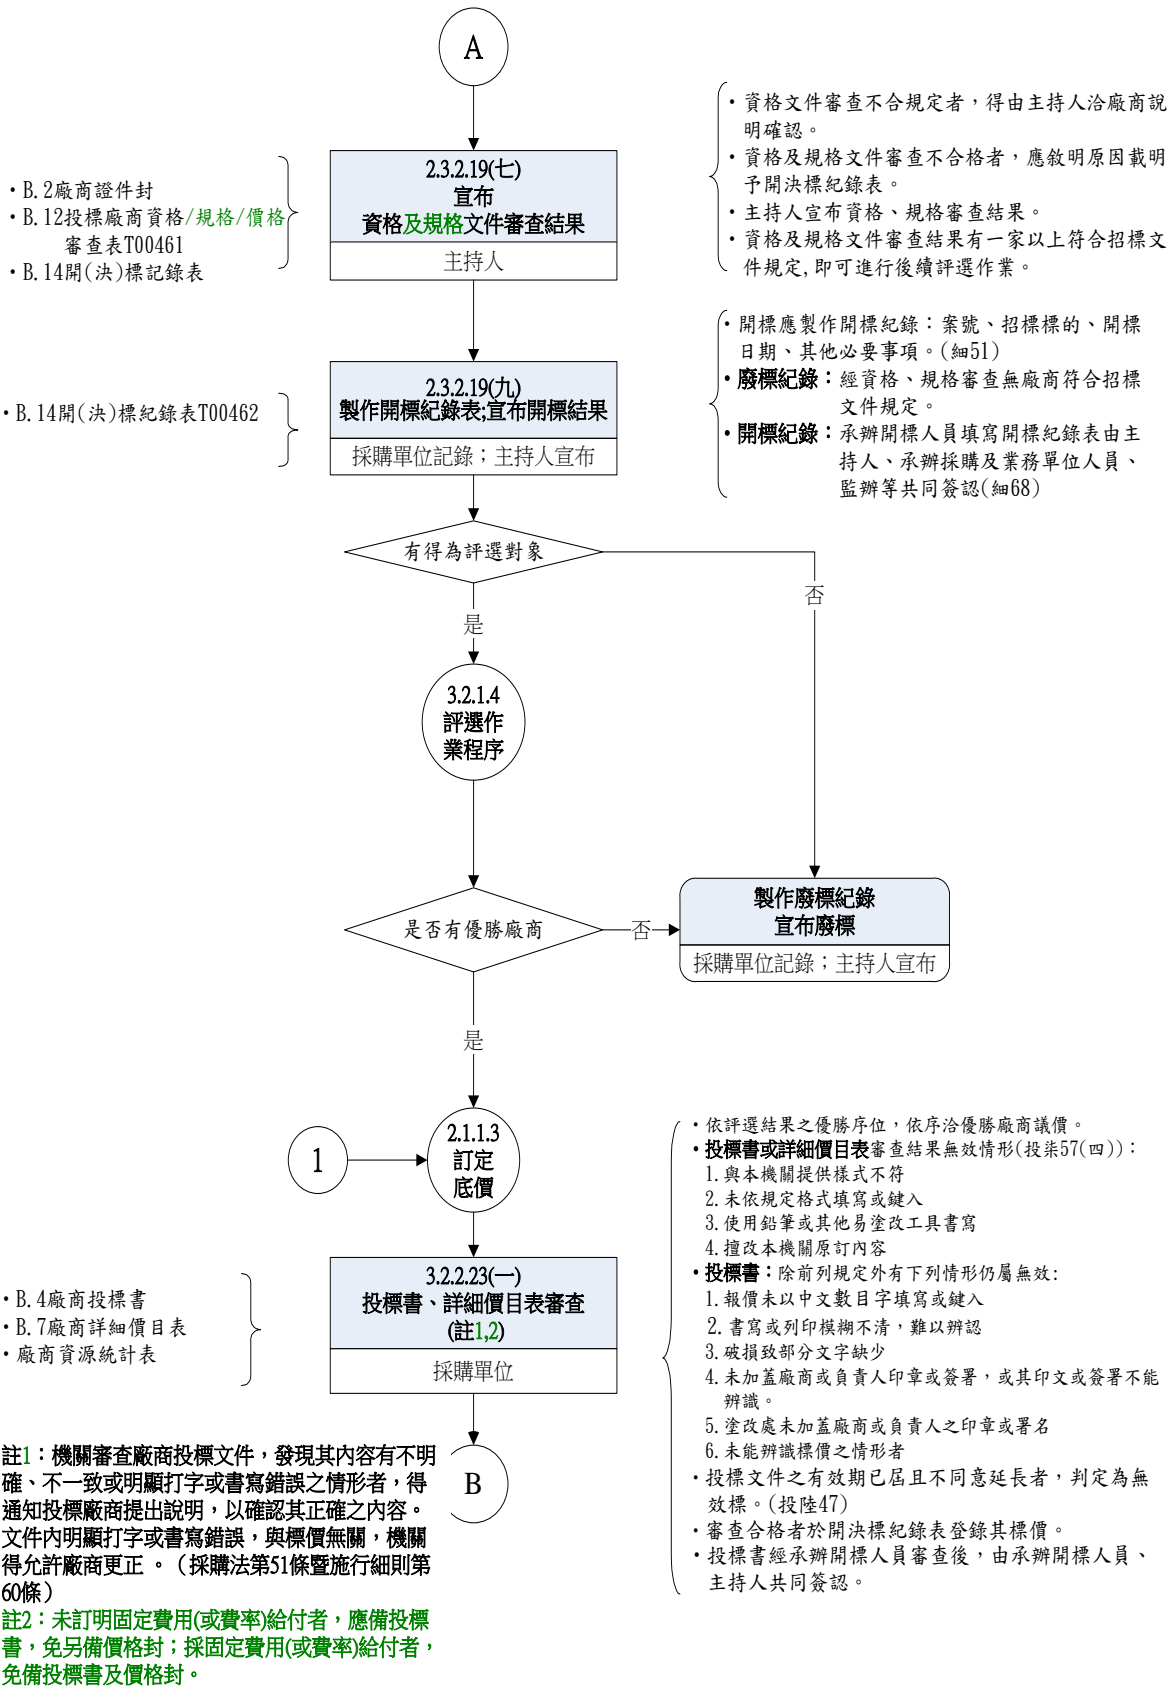 A
・資格文件審查不合規定者，得由主持人洽廠商說
明確認。
・資格及規格文件審查不合格者，應敘明原因載明
予開決標紀錄表。
・主持人宣布資格、規格審查結果。
・資格及規格文件審查結果有一家以上符合招標文
件規定,即可進行後續評選作業。
・B.2廠商證件封
・B.12投標廠商資格/規格/價格
審查表T00461
・B.14開(決)標記錄表
2.3.2.19(七)
宣布
資格及規格文件審查結果
主持人
・開標應製作開標紀錄：案號、招標標的、開標
日期、其他必要事項。(細51)
・廢標紀錄：經資格、規格審查無廠商符合招標
文件規定。
・開標紀錄：承辦開標人員填寫開標紀錄表由主
持人、承辦採購及業務單位人員、
監辦等共同簽認(細68)
・B.14開(決)標紀錄表T00462
2.3.2.19(九)
製作開標紀錄表;宣布開標結果
採購單位記錄；主持人宣布
有得為評選對象
否
是
3.2.1.4
評選作
業程序
是否有優勝廠商
否
製作廢標紀錄
宣布廢標
採購單位記錄；主持人宣布
是
1
2.1.1.3
訂定
底價
・依評選結果之優勝序位，依序洽優勝廠商議價。
・投標書或詳細價目表審查結果無效情形(投柒57(四))：
1.與本機關提供樣式不符
2.未依規定格式填寫或鍵入
3.使用鉛筆或其他易塗改工具書寫
4.擅改本機關原訂內容
・投標書：除前列規定外有下列情形仍屬無效:
1.報價未以中文數目字填寫或鍵入
2.書寫或列印模糊不清，難以辨認
3.破損致部分文字缺少
4.未加蓋廠商或負責人印章或簽署，或其印文或簽署不能
辨識。
5.塗改處未加蓋廠商或負責人之印章或署名
6.未能辨識標價之情形者
・投標文件之有效期已屆且不同意延長者，判定為無
效標。(投陸47)
・審查合格者於開決標紀錄表登錄其標價。
・投標書經承辦開標人員審查後，由承辦開標人員、
主持人共同簽認。
・B.4廠商投標書
・B.7廠商詳細價目表
・廠商資源統計表
3.2.2.23(一)
投標書、詳細價目表審查
(註1,2)
採購單位
B
註1：機關審查廠商投標文件，發現其內容有不明
確、不一致或明顯打字或書寫錯誤之情形者，得
通知投標廠商提出說明，以確認其正確之內容。
文件內明顯打字或書寫錯誤，與標價無關，機關
得允許廠商更正 。（採購法第51條暨施行細則第
60條）
註2：未訂明固定費用(或費率)給付者，應備投標
書，免另備價格封；採固定費用(或費率)給付者，
免備投標書及價格封。